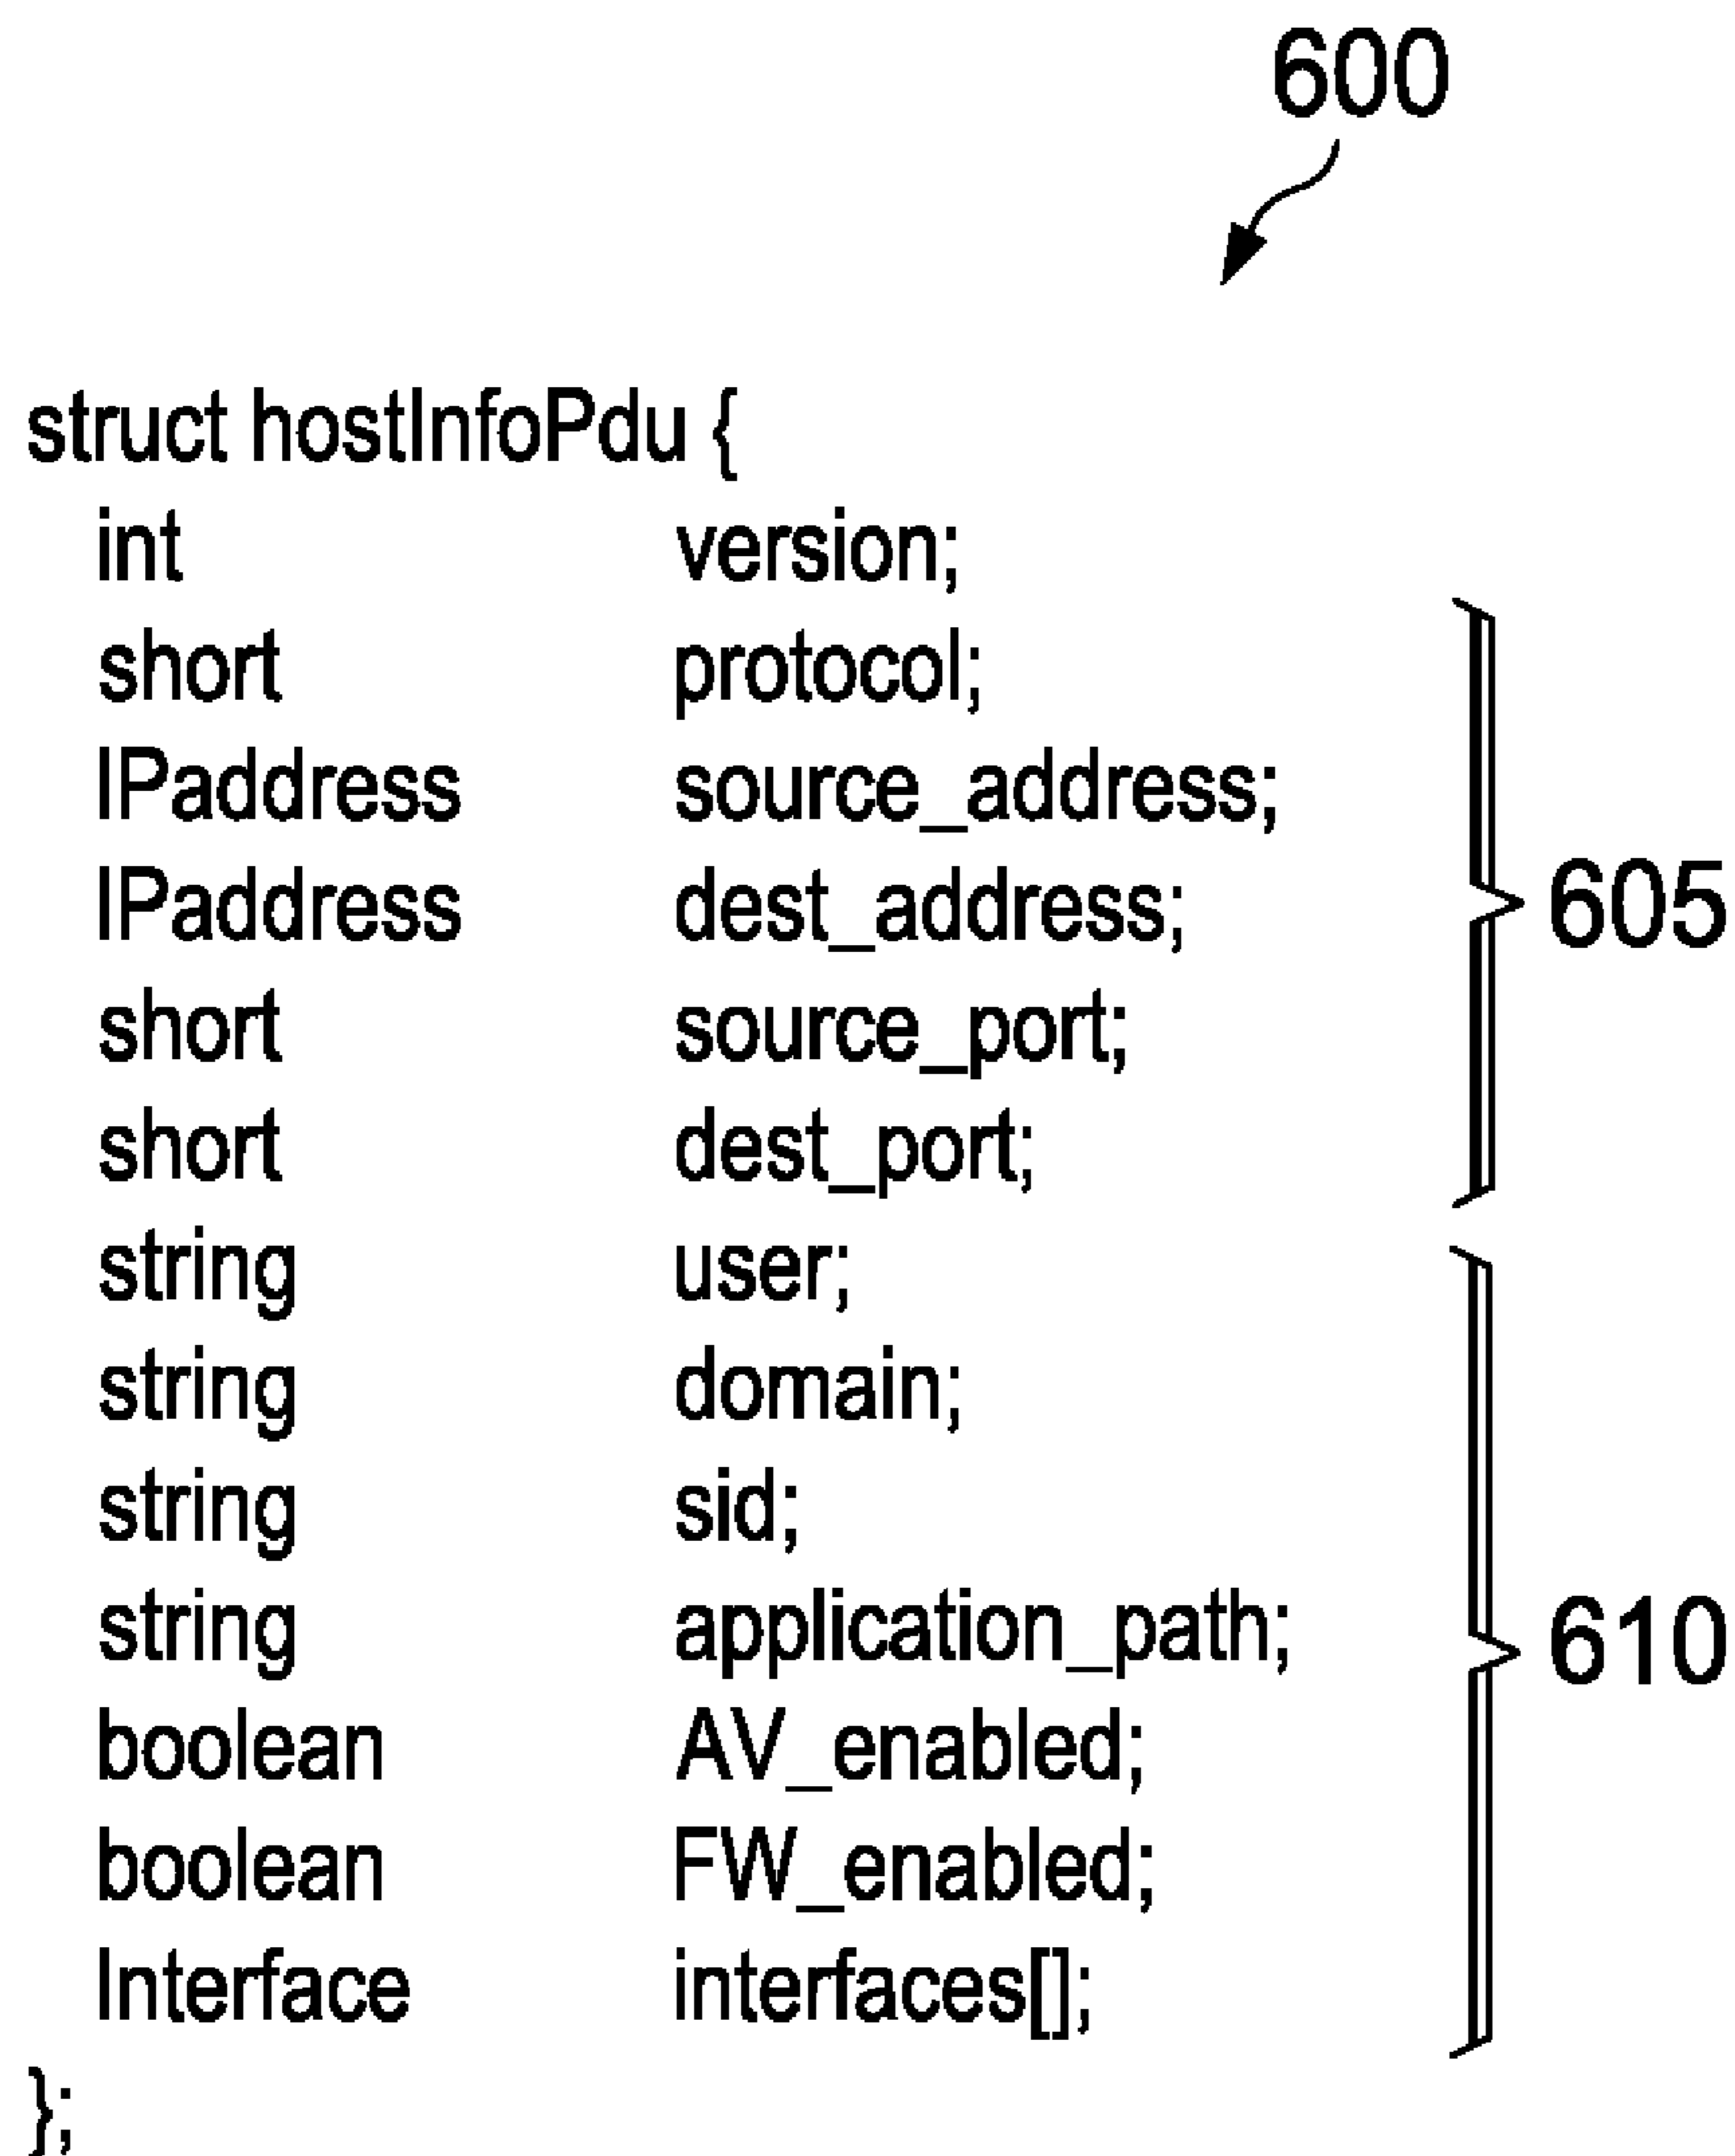 600
struct hostInfoPdu {
int version;
short protocol;
IPaddress source_address;
IPaddress dest_address;
605
short source_port;
short dest_port;
string user;
string domain;
string sid;
string application_path;
610
boolean AV_enabled;
boolean FW_enabled;
Interface interfaces[];
};